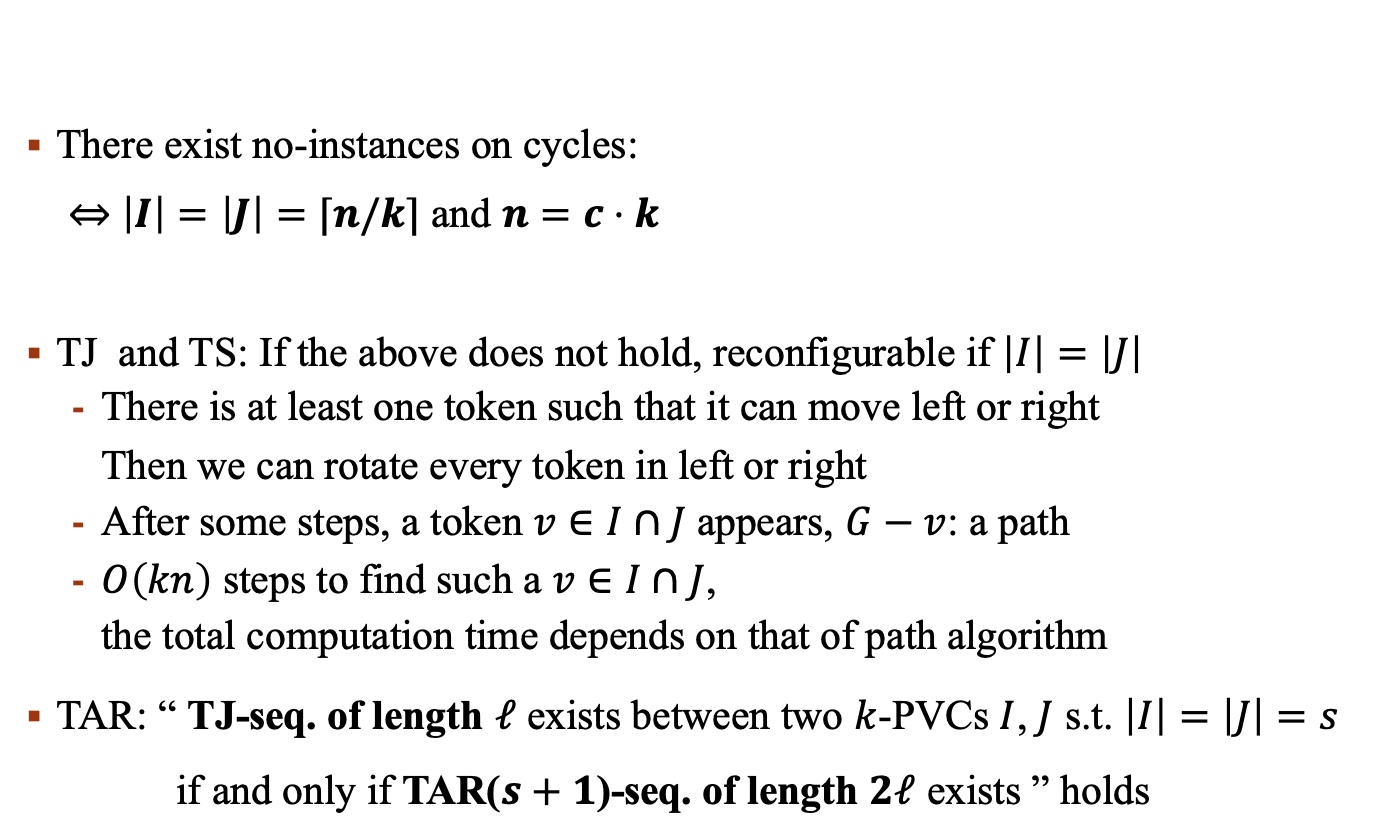 ▪ There exist no-instances on cycles:
⇔ |𝑰| = |𝑱| = ⌈𝒏/𝒌⌉ and 𝒏 = 𝒄 · 𝒌
▪ TJ and TS: If the above does not hold, reconfigurable if |𝐼| = |𝐽|
- There is at least one token such that it can move left or right
Then we can rotate every token in left or right
- After some steps, a token 𝑣 ∈ 𝐼 ∩ 𝐽 appears, 𝐺 − 𝑣: a path
- 𝑂(𝑘𝑛) steps to find such a 𝑣 ∈ 𝐼 ∩ 𝐽,
the total computation time depends on that of path algorithm
▪ TAR: “ TJ-seq. of length ℓ exists between two 𝑘-PVCs 𝐼, 𝐽 s.t. |𝐼| = |𝐽| = 𝑠
if and only if TAR(𝒔 + 𝟏)-seq. of length 𝟐ℓ exists ” holds